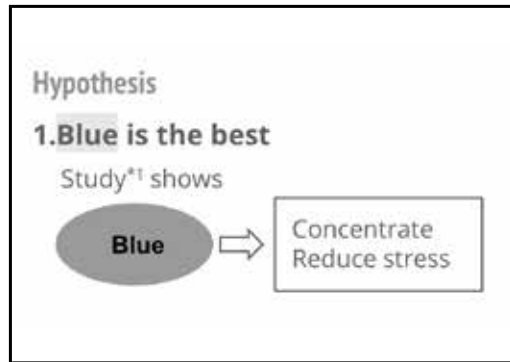 Hypothesis
1.Blue is the best
Study*1 shows
Blue
Concentrate
Reduce stress